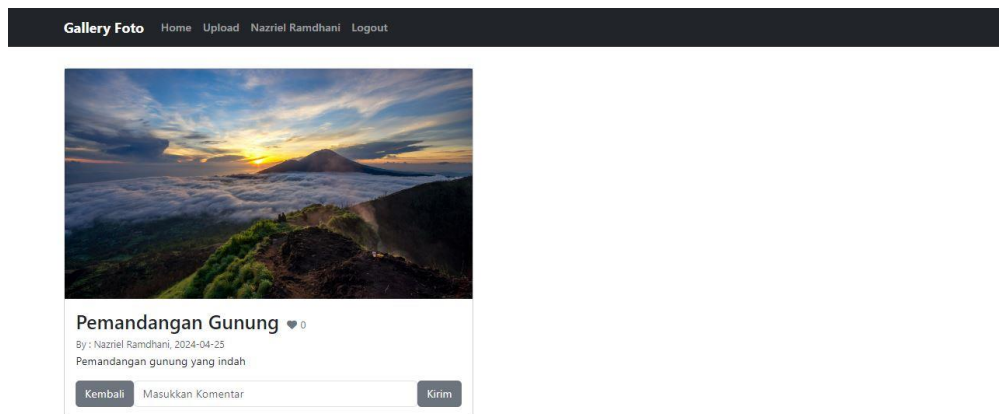 Gallery Foto Home Upload Nazriel Ramdhani Logout
Pemandangan Gunung 0
By : Nazriel Ramdhani, 2024-04-25
Pemandangan gunung yang indah
Kembali Masukkan Komentar Kirim